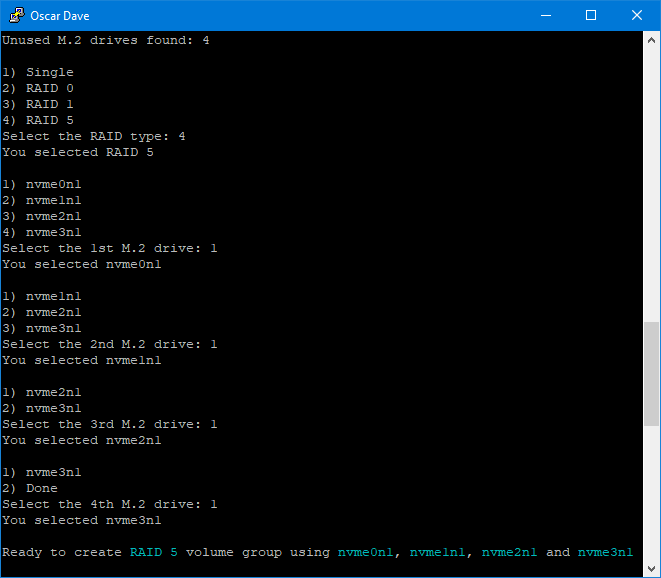 Oscar Dave
Unused M.2 drives found: 4
1) Single
2) RAID 0
3) RAID 1
4) RAID 5
Select the RAID type: 4
You selected RAID 5
1) nvme0n1
2) nvme1n1
3) nvme2n1
4) nvme3n1
Select the 1st M.2 drive: 1
You selected nvme0n1
1) nvme1n1
2) nvme2n1
3) nvme3n1
Select the 2nd M.2 drive: 1
You selected nvme1n1
1) nvme2n1
2) nvme3n1
Select the 3rd M.2 drive: 1
You selected nvme2n1
1) nvme3n1
2) Done
Select the 4th M.2 drive: 1
You selected nvme3n1
Ready to create RAID 5 volume group using nvme0n1, nvme1n1, nvme2n1 and nvme3n1